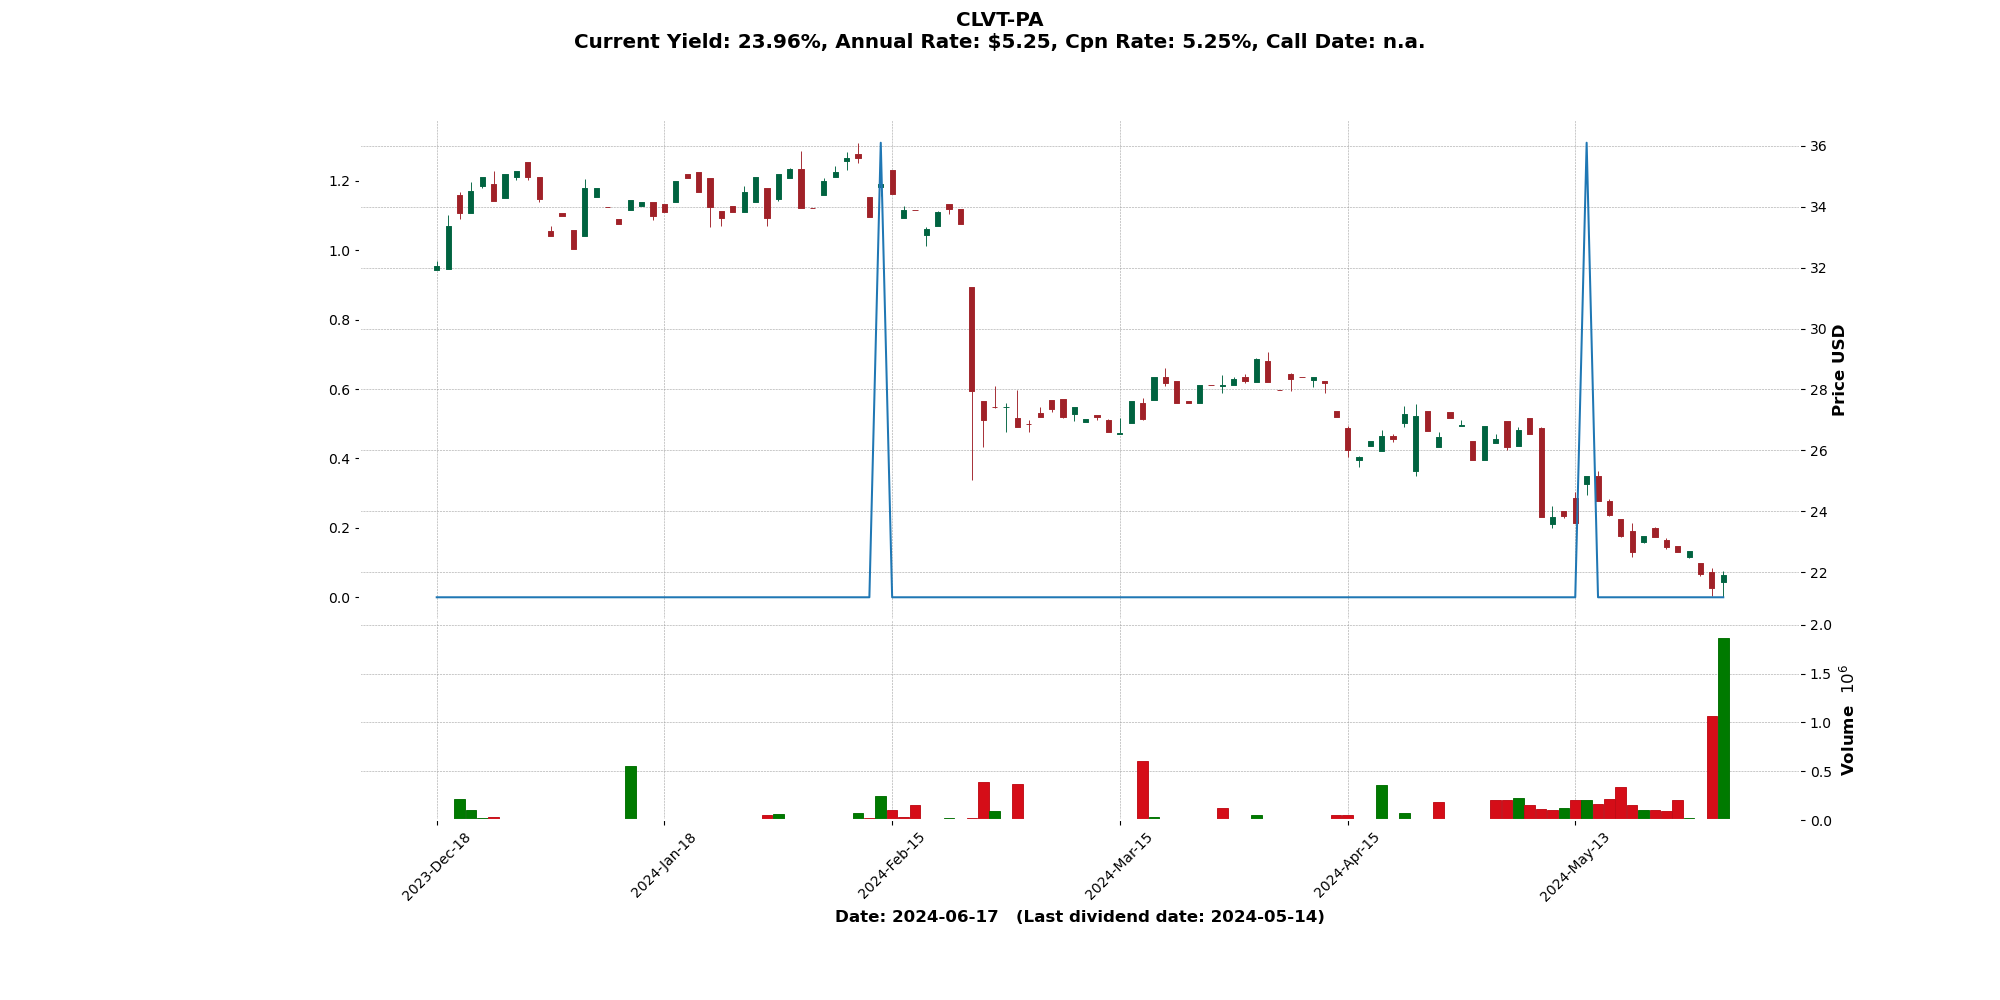 CLVT-PA
Current Yield: 23.96%, Annual Rate: $5.25, Cpn Rate: 5.25%, Call Date: n.a.
1.2
1.0
0.8
0.6
0.4
0.2
0.0
36
34
32
30
28
26
24
22
Price USD
2.0
1.5
1.0
0.5
0.0
Volume 10⁶
2023-Dec-18
2024-Jan-18
2024-Feb-15
2024-Mar-15
2024-Apr-15
2024-May-13
Date: 2024-06-17 (Last dividend date: 2024-05-14)